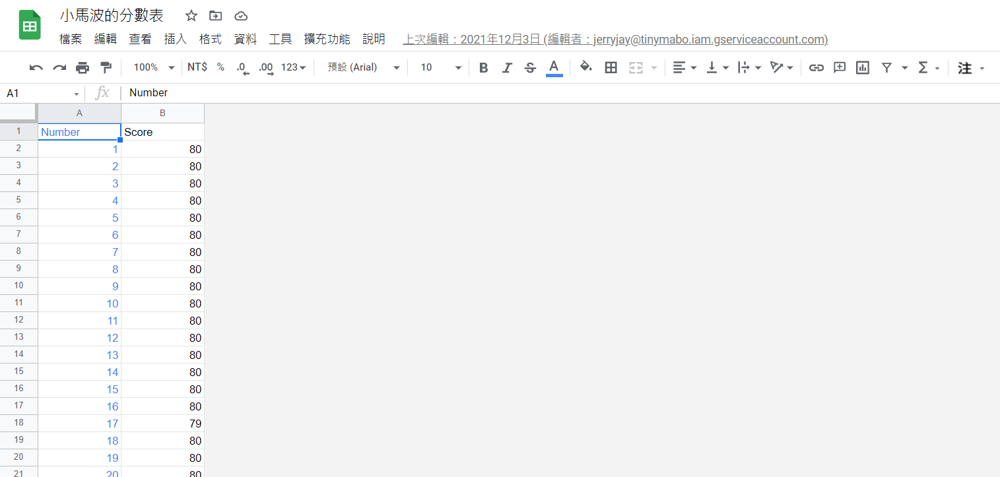 小馬波的分數表
檔案 編輯 查看 插入 格式 資料 工具 擴充功能 說明 上次編輯：2021年12月3日 (編輯者：jerryjay@tinymabo.iam.gserviceaccount.com)
100% NT$ % .0 .00 123 預設 (Arial) 10 B I S A 注
A1 fx Number
A B
1 Number Score
2 1 80
3 2 80
4 3 80
5 4 80
6 5 80
7 6 80
8 7 80
9 8 80
10 9 80
11 10 80
12 11 80
13 12 80
14 13 80
15 14 80
16 15 80
17 16 80
18 17 79
19 18 80
20 19 80
21 20 80